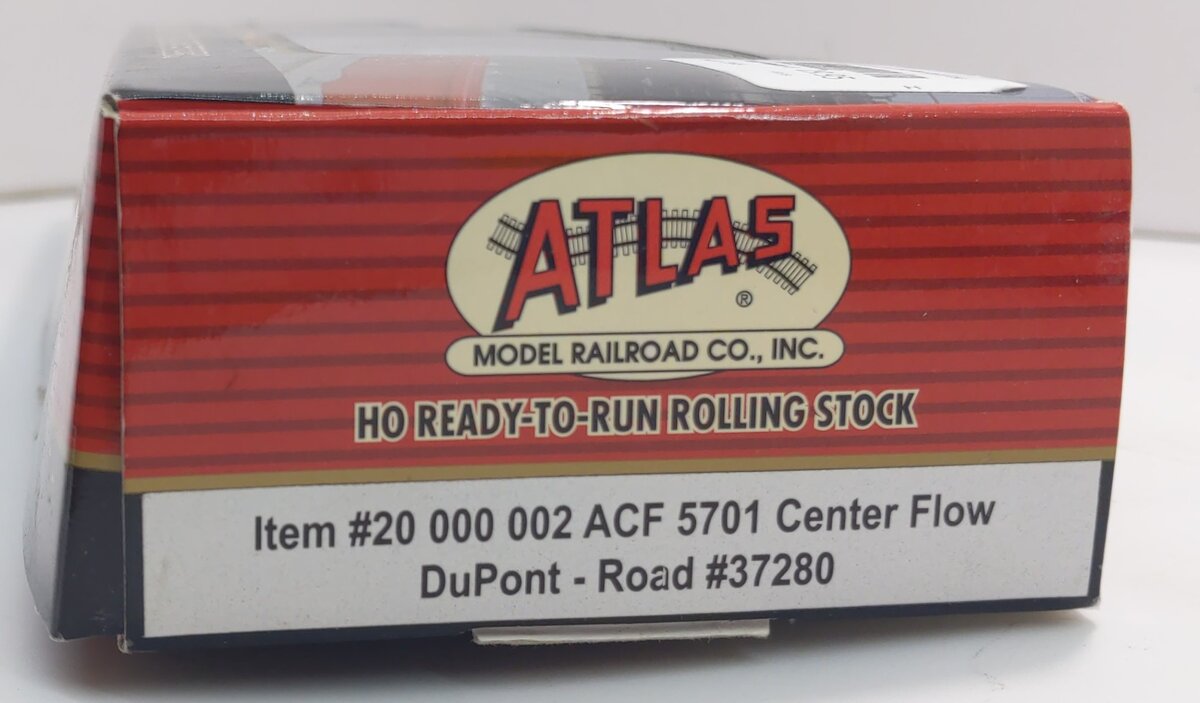 ATLAS
®
MODEL RAILROAD CO., INC.
HO READY-TO-RUN ROLLING STOCK
Item #20 000 002 ACF 5701 Center Flow
DuPont - Road #37280